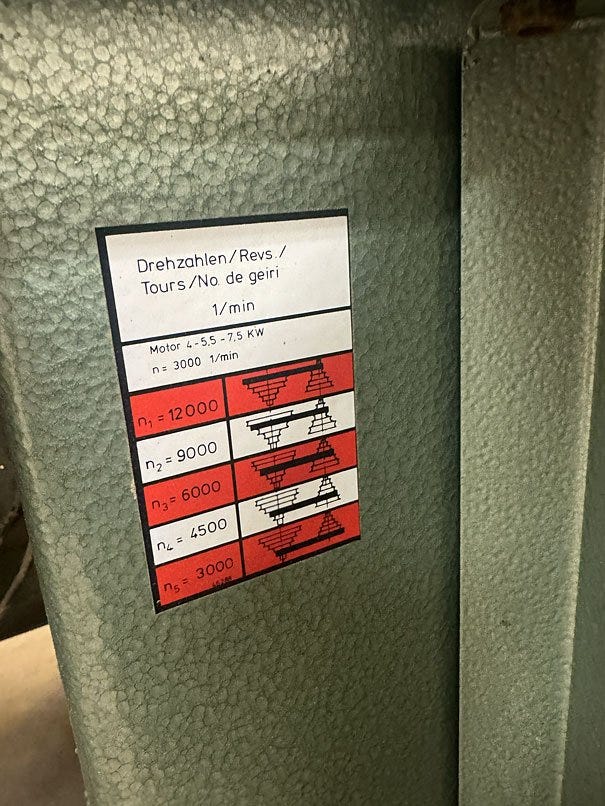 Drehzahlen/Revs./
Tours/No. de geiri
1/min
Motor 4-5,5-7,5 KW
n= 3000 1/min
n₁ = 12000
n₂ = 9000
n₃= 6000
n₄ = 4500
n₅= 3000